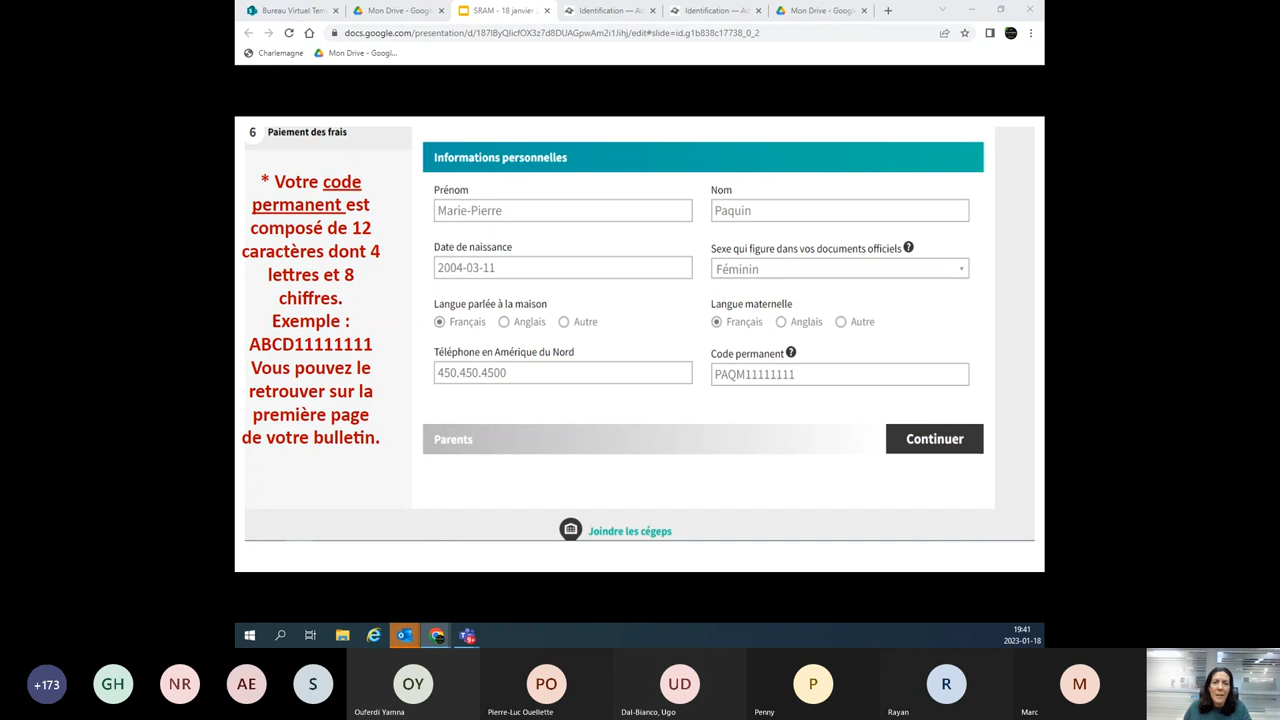 Bureau Virtuel Tem
Mon Drive - Google
SRAM - 18 janvier
Identification — Ad
Identification — Ad
Mon Drive - Google
docs.google.com/presentation/d/187IByQlicfOX3z7d8DUAGpwAm2i1Jihj/edit#slide=id.g1b838c17738_0_2
Charlemagne
Mon Drive - Googl...
6 Paiement des frais
* Votre code
permanent est
composé de 12
caractères dont 4
lettres et 8
chiffres.
Exemple :
ABCD11111111
Vous pouvez le
retrouver sur la
première page
de votre bulletin.
Informations personnelles
Prénom
Nom
Marie-Pierre
Paquin
Date de naissance
Sexe qui figure dans vos documents officiels ?
2004-03-11
Féminin
Langue parlée à la maison
Langue maternelle
Français Anglais Autre
Français Anglais Autre
Téléphone en Amérique du Nord
Code permanent ?
450.450.4500
PAQM11111111
Parents
Continuer
Joindre les cégeps
19:41
2023-01-18
+173
GH
NR
AE
S
OY
PO
UD
P
R
M
Ouferdi Yamna
Pierre-Luc Ouellette
Dal-Bianco, Ugo
Penny
Rayan
Marc